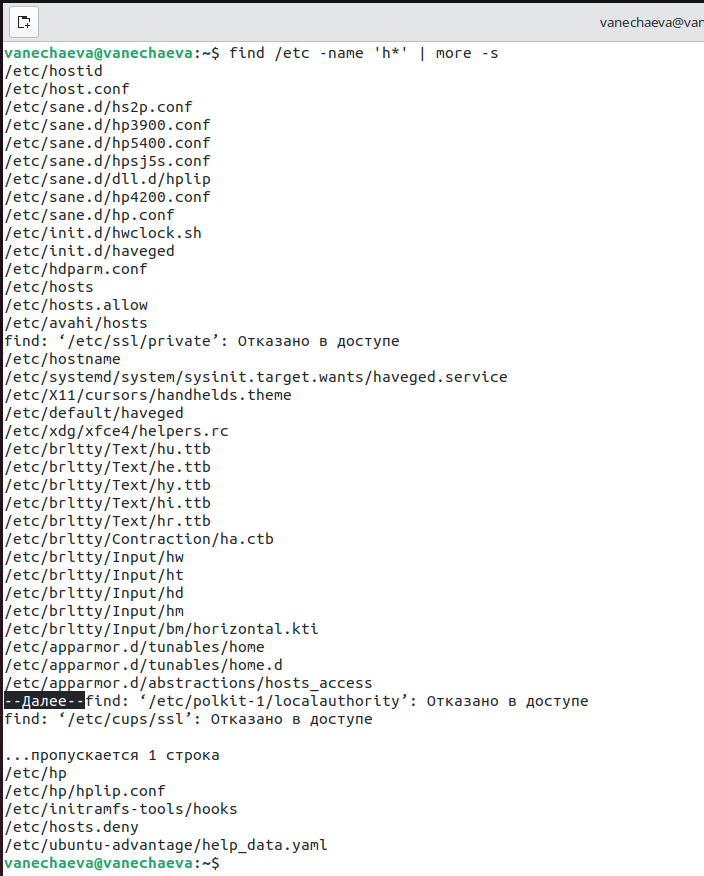 vanechaeva@van
vanechaeva@vanechaeva:~$ find /etc -name 'h*' | more -s
/etc/hostid
/etc/host.conf
/etc/sane.d/hs2p.conf
/etc/sane.d/hp3900.conf
/etc/sane.d/hp5400.conf
/etc/sane.d/hpsj5s.conf
/etc/sane.d/dll.d/hplip
/etc/sane.d/hp4200.conf
/etc/sane.d/hp.conf
/etc/init.d/hwclock.sh
/etc/init.d/haveged
/etc/hdparm.conf
/etc/hosts
/etc/hosts.allow
/etc/avahi/hosts
find: ‘/etc/ssl/private’: Отказано в доступе
/etc/hostname
/etc/systemd/system/sysinit.target.wants/haveged.service
/etc/X11/cursors/handhelds.theme
/etc/default/haveged
/etc/xdg/xfce4/helpers.rc
/etc/brltty/Text/hu.ttb
/etc/brltty/Text/he.ttb
/etc/brltty/Text/hy.ttb
/etc/brltty/Text/hi.ttb
/etc/brltty/Text/hr.ttb
/etc/brltty/Contraction/ha.ctb
/etc/brltty/Input/hw
/etc/brltty/Input/ht
/etc/brltty/Input/hd
/etc/brltty/Input/hm
/etc/brltty/Input/bm/horizontal.kti
/etc/apparmor.d/tunables/home
/etc/apparmor.d/tunables/home.d
/etc/apparmor.d/abstractions/hosts_access
--Далее--find: ‘/etc/polkit-1/localauthority’: Отказано в доступе
find: ‘/etc/cups/ssl’: Отказано в доступе
...пропускается 1 строка
/etc/hp
/etc/hp/hplip.conf
/etc/initramfs-tools/hooks
/etc/hosts.deny
/etc/ubuntu-advantage/help_data.yaml
vanechaeva@vanechaeva:~$